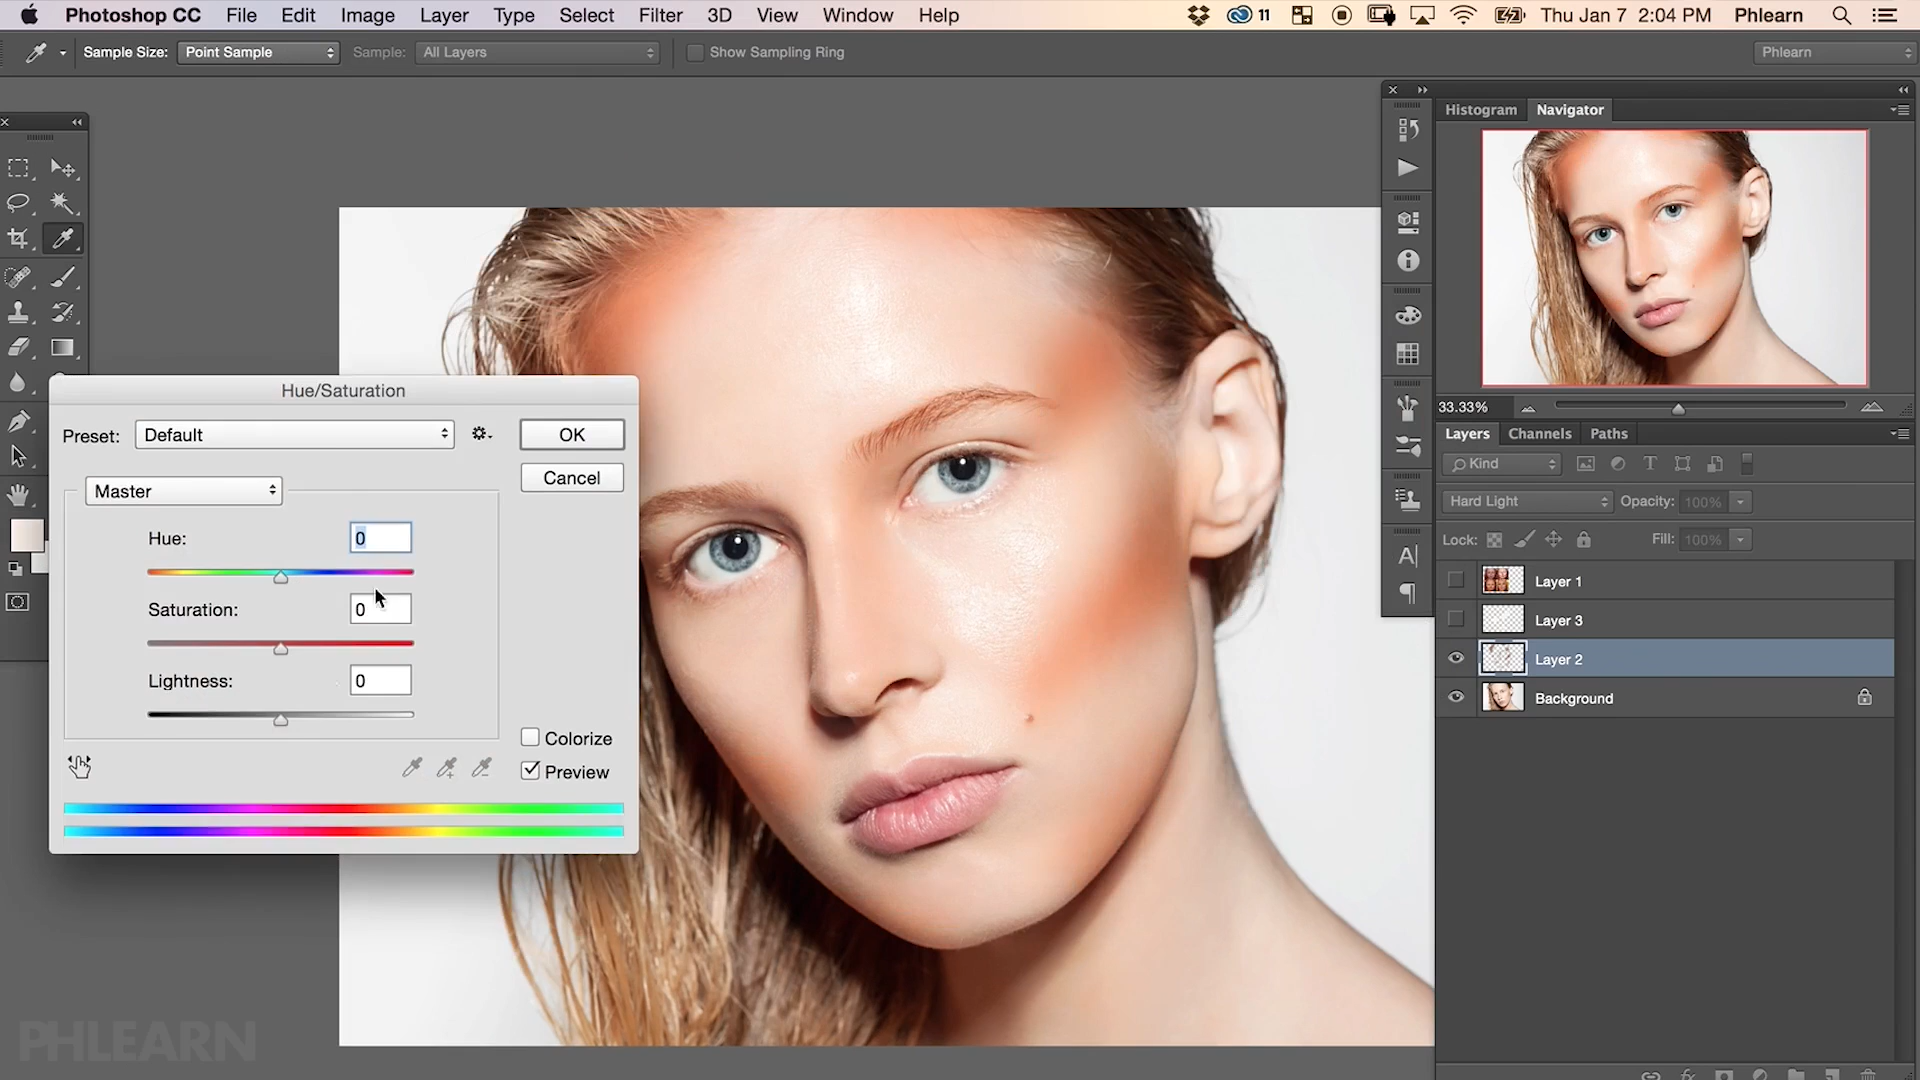 Photoshop CC File Edit Image Layer Type Select Filter 3D View Window Help 11 Thu Jan 7 2:04 PM Phlearn
Sample Size: Point Sample Sample: All Layers Show Sampling Ring Phlearn
Histogram Navigator
33.33%
Layers Channels Paths
Kind
Hard Light Opacity: 100%
Lock: Fill: 100%
Layer 1
Layer 3
Layer 2
Background
Hue/Saturation
Preset: Default OK
Cancel
Master
Hue: 0
Saturation: 0
Lightness: 0
Colorize
Preview
PHLEARN